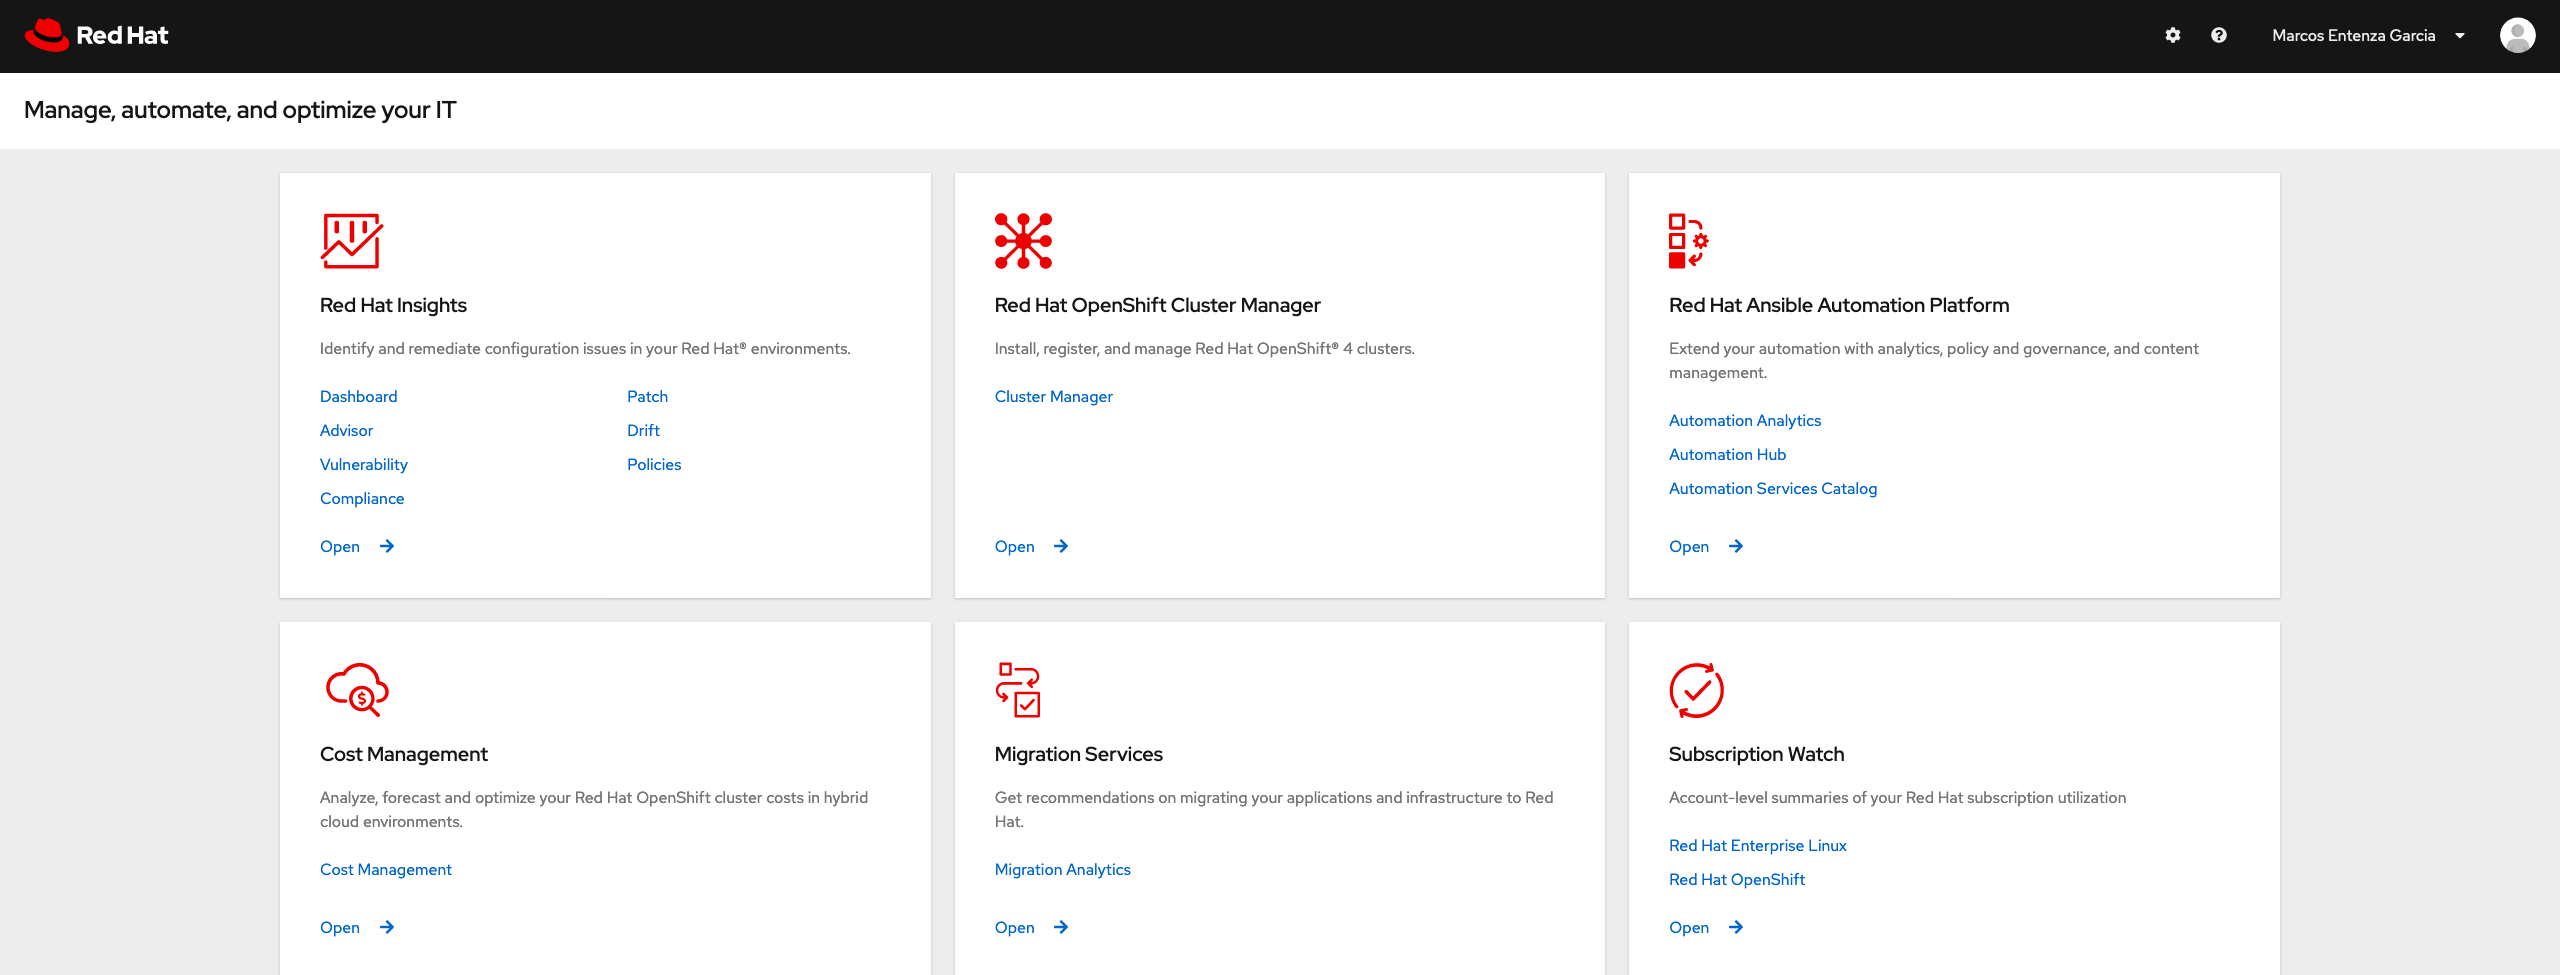 Red Hat
Marcos Entenza Garcia
Manage, automate, and optimize your IT
Red Hat Insights
Identify and remediate configuration issues in your Red Hat® environments.
Dashboard
Advisor
Vulnerability
Compliance
Patch
Drift
Policies
Open
Red Hat OpenShift Cluster Manager
Install, register, and manage Red Hat OpenShift® 4 clusters.
Cluster Manager
Open
Red Hat Ansible Automation Platform
Extend your automation with analytics, policy and governance, and content
management.
Automation Analytics
Automation Hub
Automation Services Catalog
Open
Cost Management
Analyze, forecast and optimize your Red Hat OpenShift cluster costs in hybrid
cloud environments.
Cost Management
Open
Migration Services
Get recommendations on migrating your applications and infrastructure to Red
Hat.
Migration Analytics
Open
Subscription Watch
Account-level summaries of your Red Hat subscription utilization
Red Hat Enterprise Linux
Red Hat OpenShift
Open